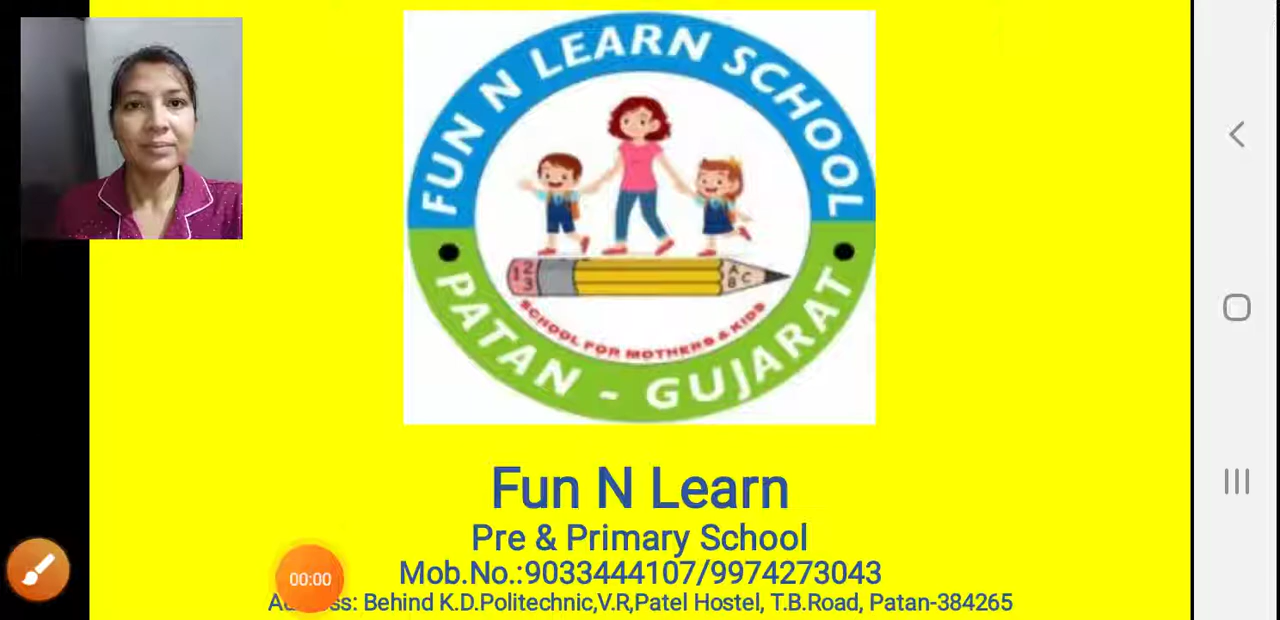 FUN N LEARN SCHOOL
123
A B C
SCHOOL FOR MOTHERS & KIDS
PATAN - GUJARAT
Fun N Learn
Pre & Primary School
Mob.No.:9033444107/9974273043
00:00
Behind K.D.Politechnic,V.R,Patel Hostel, T.B.Road, Patan-384265